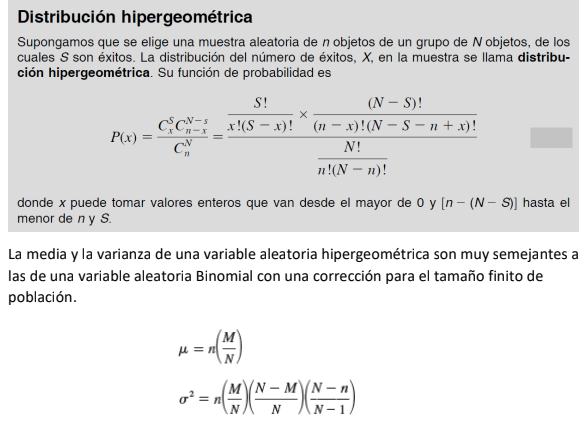 Distribución hipergeométrica
Supongamos que se elige una muestra aleatoria de n objetos de un grupo de N objetos, de los
cuales S son éxitos. La distribución del número de éxitos, X, en la muestra se llama distribu-
ción hipergeométrica. Su función de probabilidad es
P(x) = \frac{C_x^S C_{n-x}^{N-s}}{C_n^N} = \frac{\frac{S!}{x!(S-x)!} \times \frac{(N-S)!}{(n-x)!(N-S-n+x)!}}{\frac{N!}{n!(N-n)!}}
donde x puede tomar valores enteros que van desde el mayor de 0 y [n − (N − S)] hasta el
menor de n y S.
La media y la varianza de una variable aleatoria hipergeométrica son muy semejantes a
las de una variable aleatoria Binomial con una corrección para el tamaño finito de
población.
μ = n\left(\frac{M}{N}\right)
σ^2 = n\left(\frac{M}{N}\right)\left(\frac{N-M}{N}\right)\left(\frac{N-n}{N-1}\right)